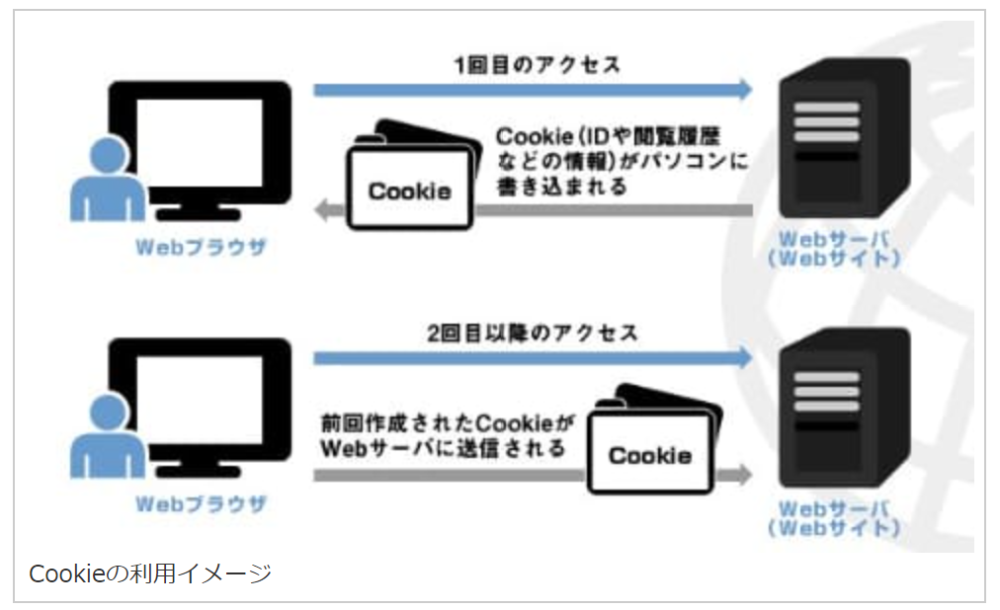 1回目のアクセス
Cookie(IDや閲覧履歴
などの情報)がパソコンに
書き込まれる
Cookie
Webブラウザ
Webサーバ
(Webサイト)
2回目以降のアクセス
前回作成されたCookieが
Webサーバに送信される
Cookie
Webブラウザ
Webサーバ
(Webサイト)
Cookieの利用イメージ